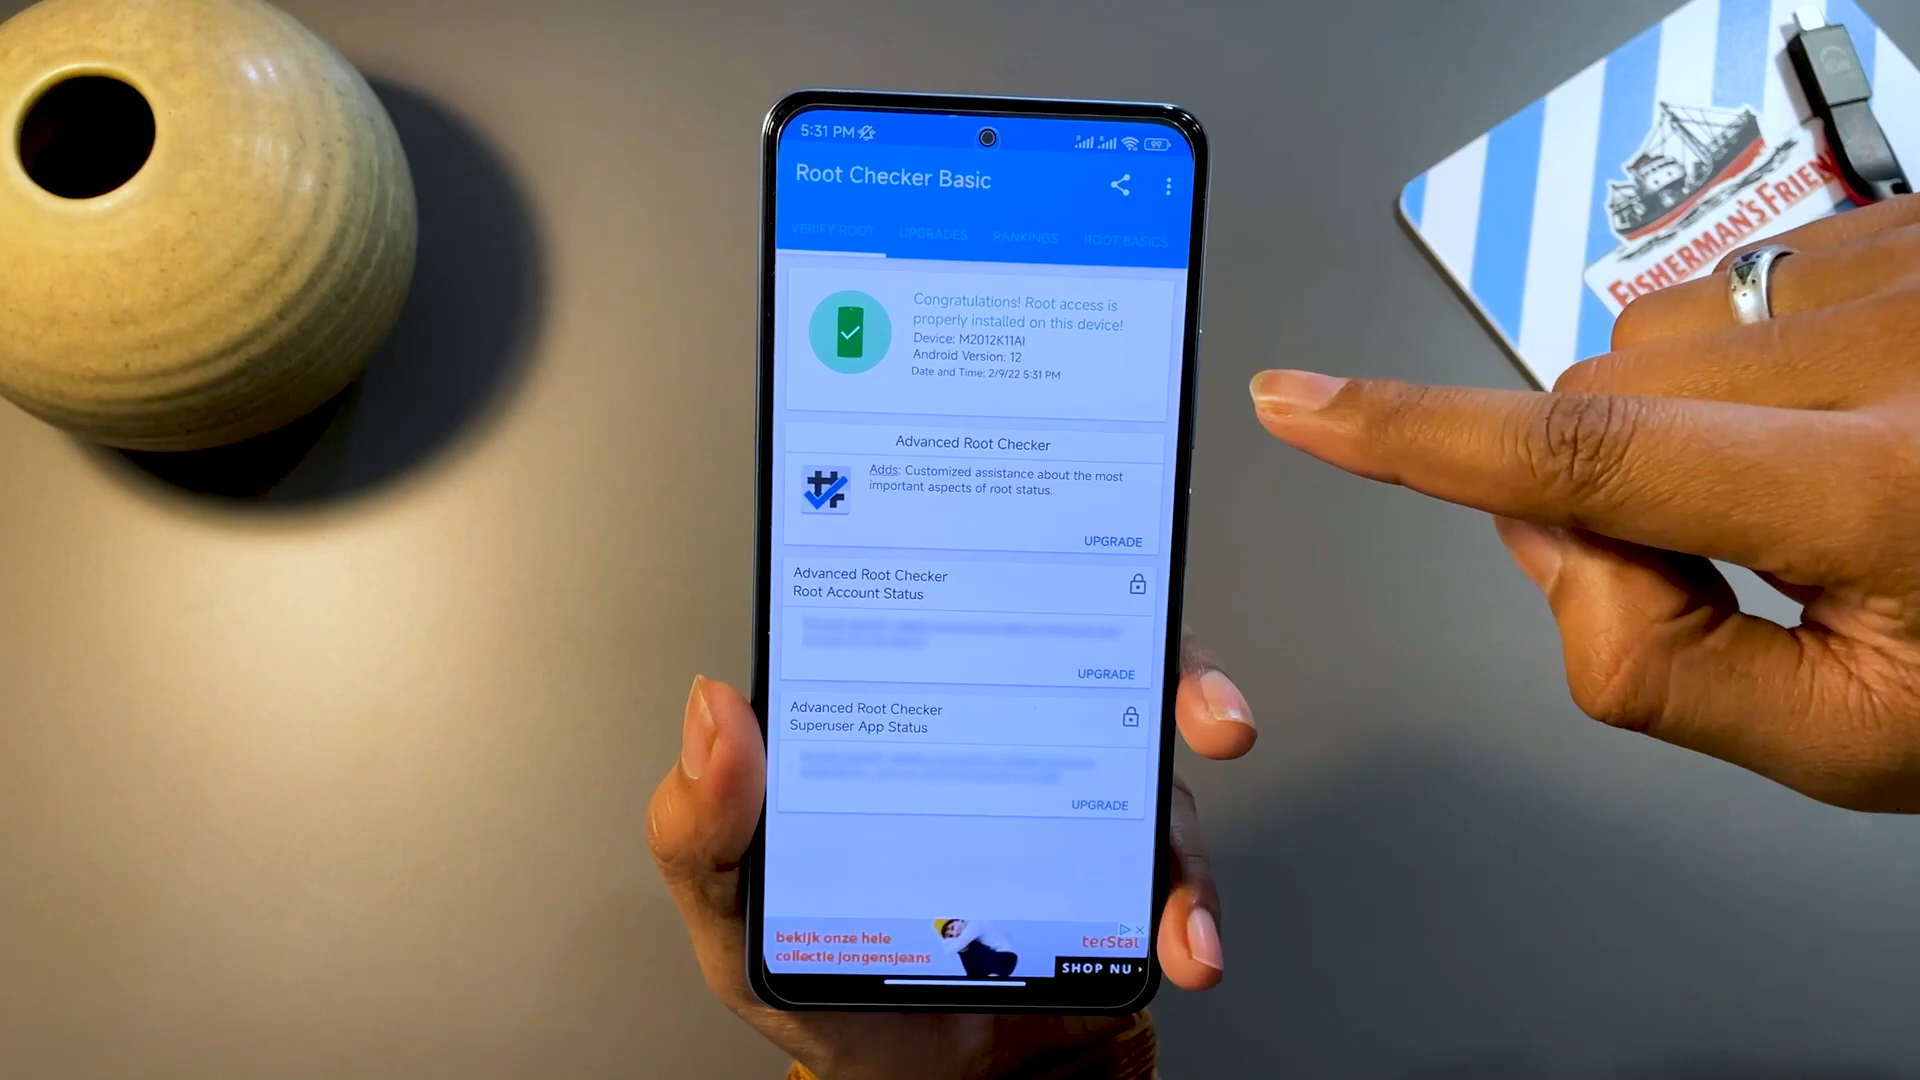 5:31 PM
99
Root Checker Basic
VERIFY ROOT UPGRADES RANKINGS ROOT BASICS
Congratulations! Root access is
properly installed on this device!
Device: M2012K11AI
Android Version: 12
Date and Time: 2/9/22 5:31 PM
Advanced Root Checker
Adds: Customized assistance about the most
important aspects of root status.
UPGRADE
Advanced Root Checker
Root Account Status
UPGRADE
Advanced Root Checker
Superuser App Status
UPGRADE
bekijk onze hele
collectie jongensjeans
terStal
SHOP NU
FISHERMAN'S FRIEN